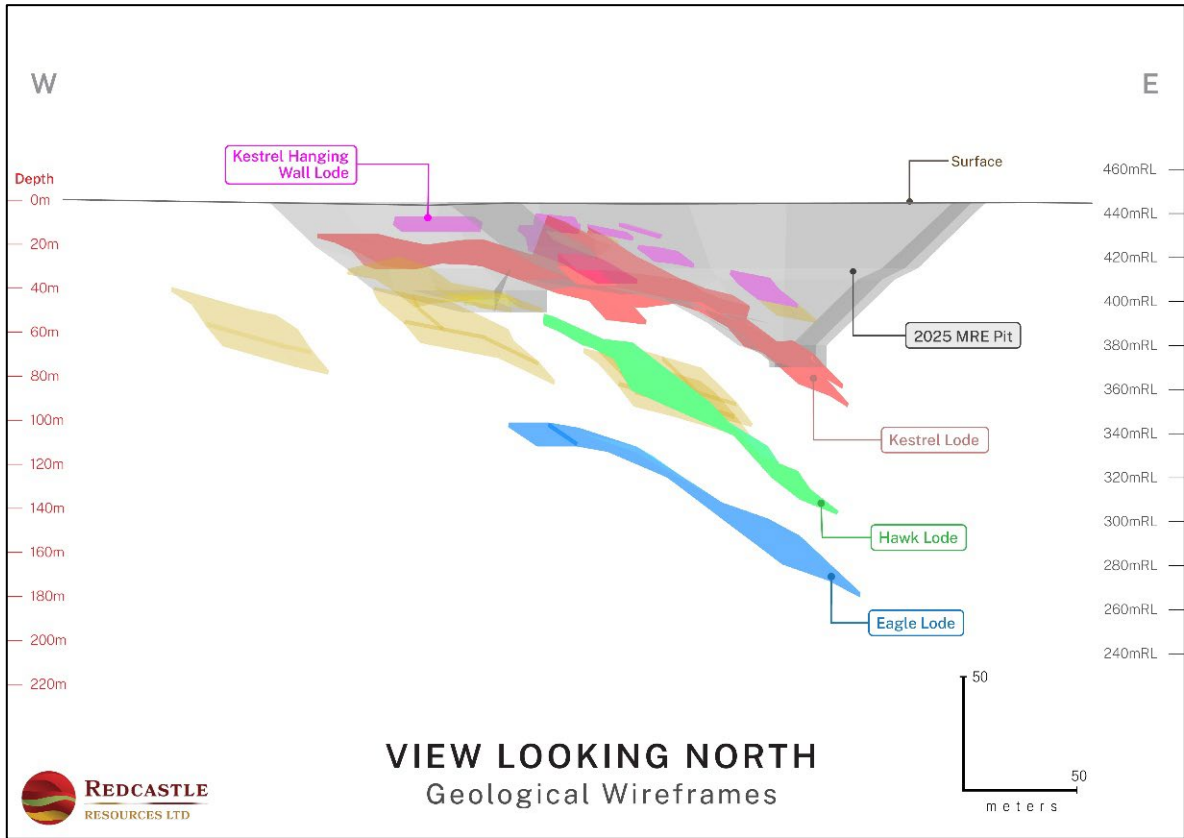 W
E
Kestrel Hanging
Wall Lode
Surface
Depth
0m
20m
40m
60m
80m
100m
120m
140m
160m
180m
200m
220m
460mRL
440mRL
420mRL
400mRL
380mRL
360mRL
340mRL
320mRL
300mRL
280mRL
260mRL
240mRL
2025 MRE Pit
Kestrel Lode
Hawk Lode
Eagle Lode
50
50
meters
VIEW LOOKING NORTH
Geological Wireframes
REDCASTLE
RESOURCES LTD